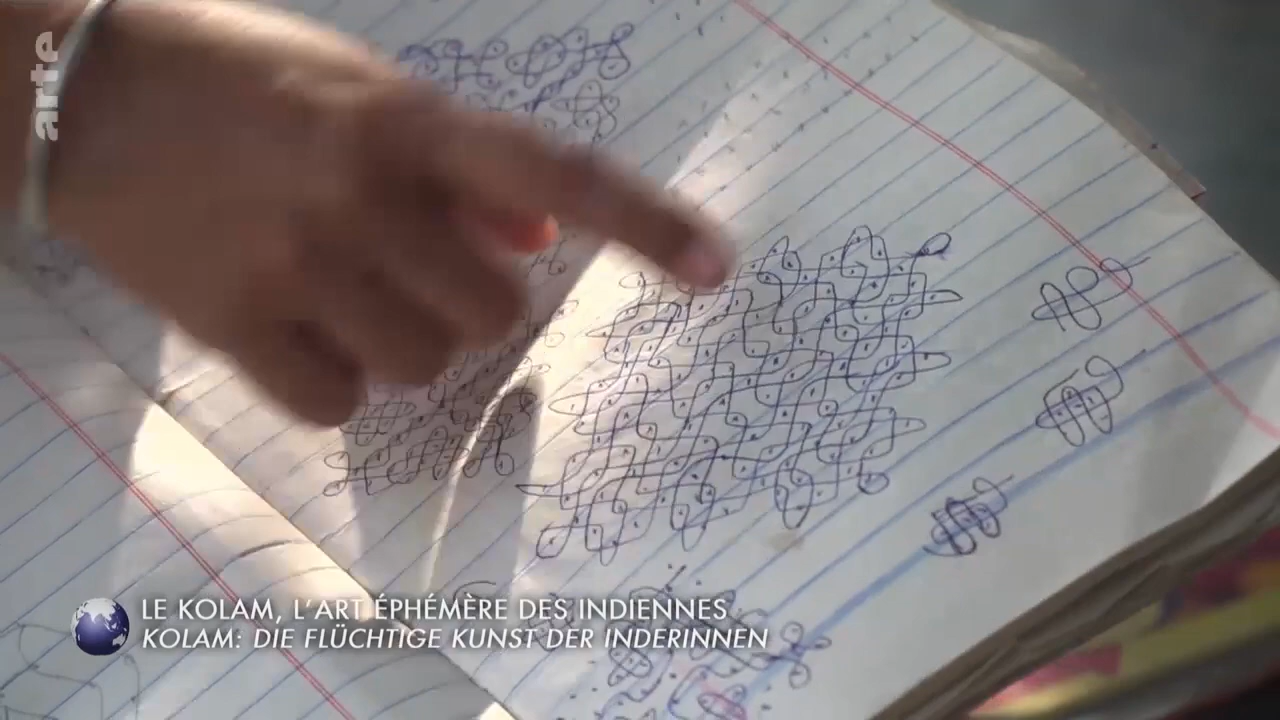 arte
LE KOLAM, L'ART ÉPHÉMÈRE DES INDIENNES
KOLAM: DIE FLÜCHTIGE KUNST DER INDERINNEN